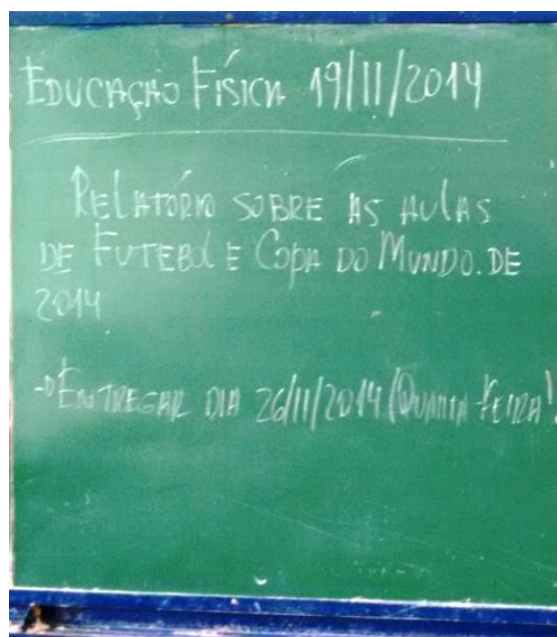 EDUCAÇÃO FÍSICA 19/11/2014
RELATÓRIO SOBRE AS AULAS
DE FUTEBOL E COPA DO MUNDO. DE
2014
→ ENTREGAR DIA 26/11/2014 (QUARTA-FEIRA)